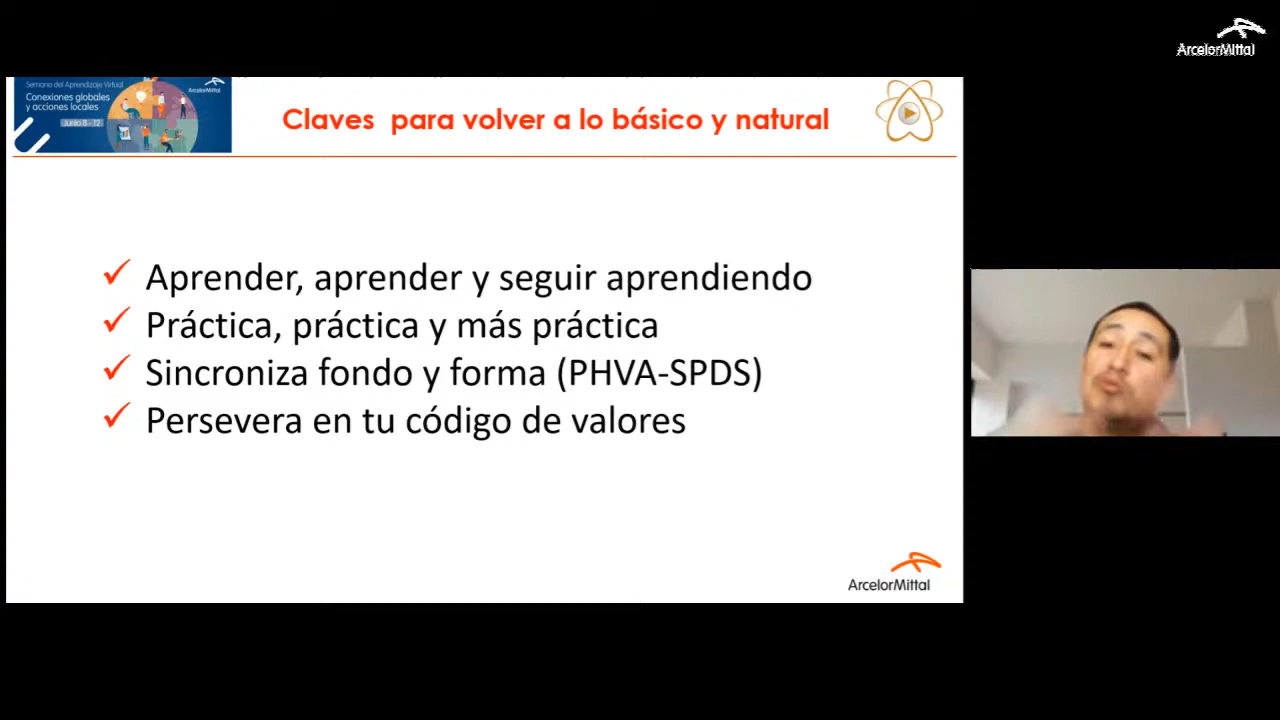 ArcelorMittal
Semana del Aprendizaje Virtual
Conexiones globales
y acciones locales
Junio 8 - 12
ArcelorMittal
Claves para volver a lo básico y natural
Aprender, aprender y seguir aprendiendo
Práctica, práctica y más práctica
Sincroniza fondo y forma (PHVA-SPDS)
Persevera en tu código de valores
ArcelorMittal